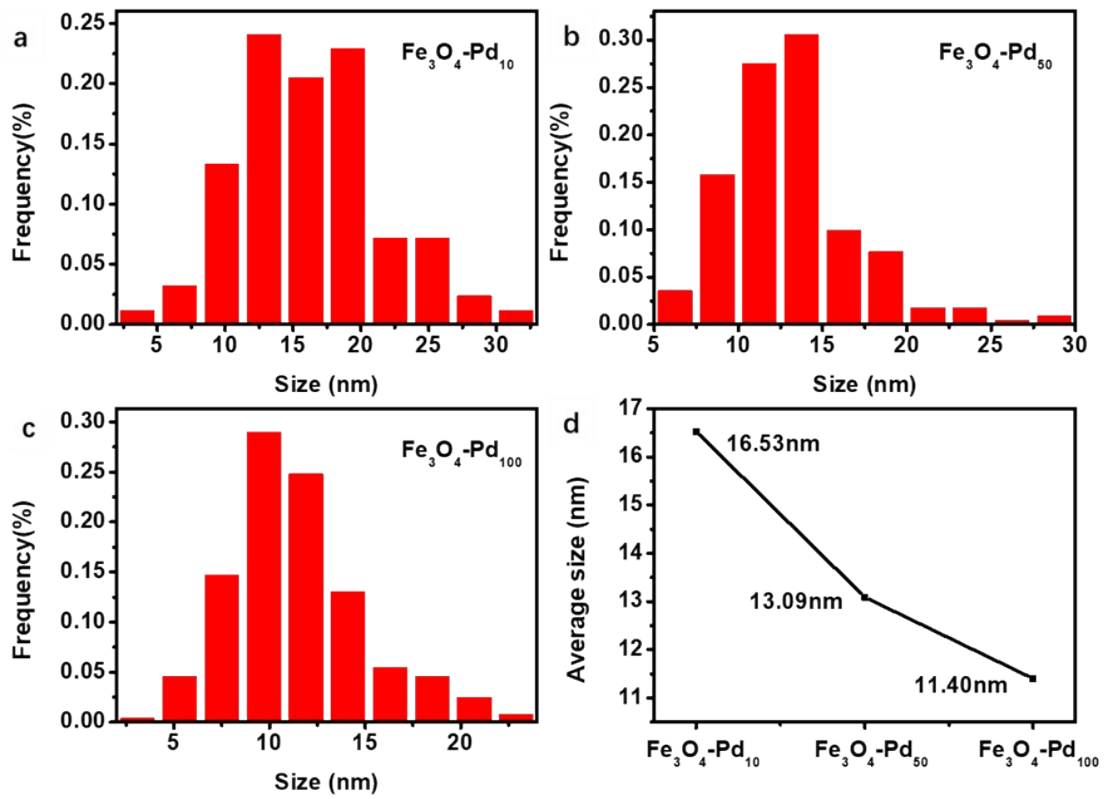 a
Fe₃O₄-Pd₁₀
Frequency(%)
0.25
0.20
0.15
0.10
0.05
0.00
5 10 15 20 25 30
Size (nm)
b
Fe₃O₄-Pd₅₀
Frequency(%)
0.30
0.25
0.20
0.15
0.10
0.05
0.00
5 10 15 20 25 30
Size (nm)
c
Fe₃O₄-Pd₁₀₀
Frequency(%)
0.30
0.25
0.20
0.15
0.10
0.05
0.00
5 10 15 20
Size (nm)
d
Average size (nm)
17
16
15
14
13
12
11
16.53nm
13.09nm
11.40nm
Fe₃O₄-Pd₁₀ Fe₃O₄-Pd₅₀ Fe₃O₄-Pd₁₀₀